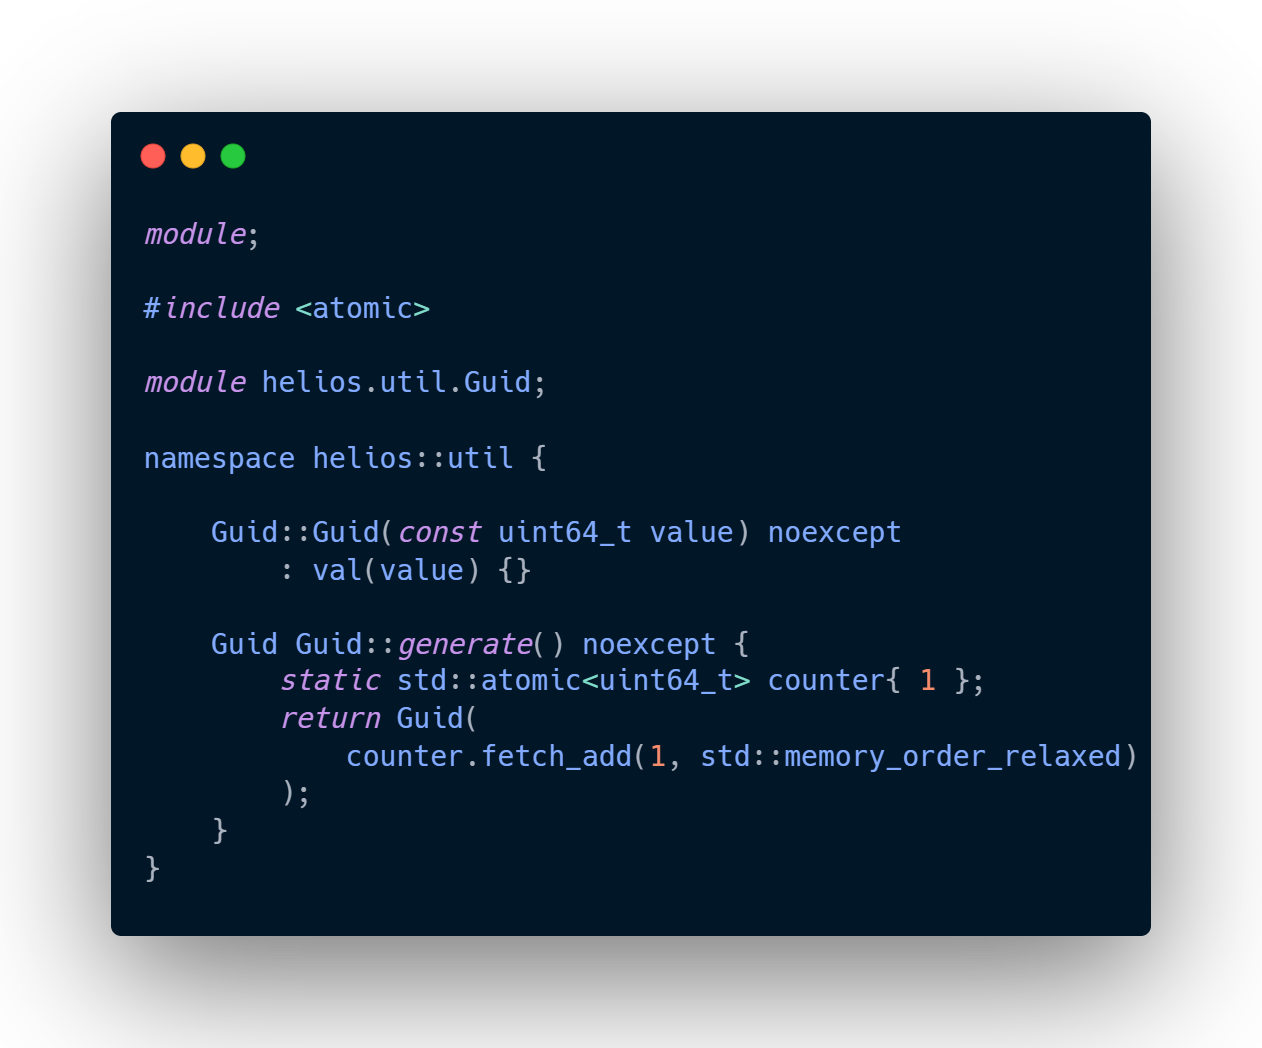 module;
#include <atomic>
module helios.util.Guid;
namespace helios::util {
    Guid::Guid(const uint64_t value) noexcept
        : val(value) {}
    Guid Guid::generate() noexcept {
        static std::atomic<uint64_t> counter{ 1 };
        return Guid(
            counter.fetch_add(1, std::memory_order_relaxed)
        );
    }
}